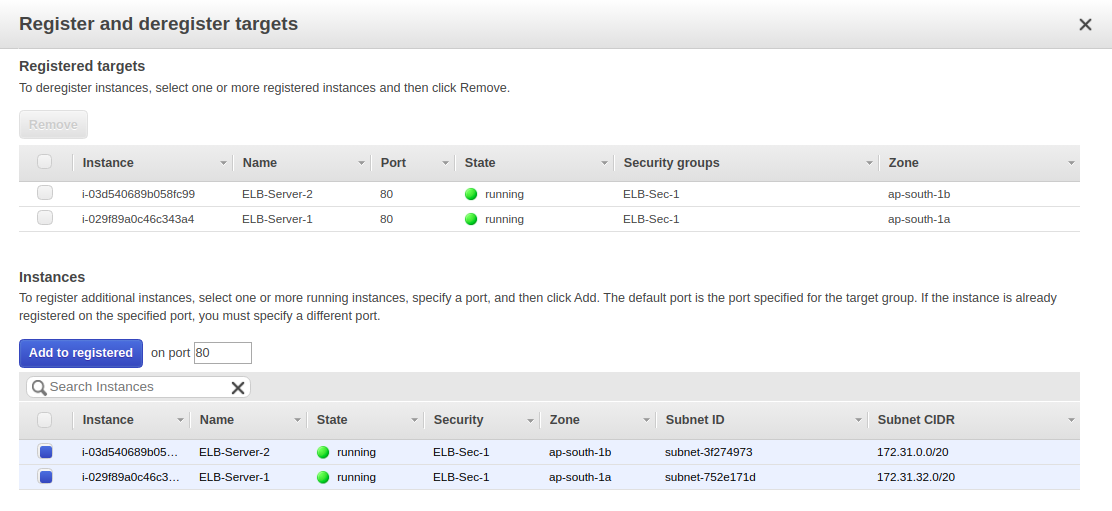 Register and deregister targets
Registered targets
To deregister instances, select one or more registered instances and then click Remove.
Remove
Instance Name Port State Security groups Zone
i-03d540689b058fc99 ELB-Server-2 80 running ELB-Sec-1 ap-south-1b
i-029f89a0c46c343a4 ELB-Server-1 80 running ELB-Sec-1 ap-south-1a
Instances
To register additional instances, select one or more running instances, specify a port, and then click Add. The default port is the port specified for the target group. If the instance is already
registered on the specified port, you must specify a different port.
Add to registered on port 80
Search Instances
Instance Name State Security Zone Subnet ID Subnet CIDR
i-03d540689b05… ELB-Server-2 running ELB-Sec-1 ap-south-1b subnet-3f274973 172.31.0.0/20
i-029f89a0c46c3… ELB-Server-1 running ELB-Sec-1 ap-south-1a subnet-752e171d 172.31.32.0/20